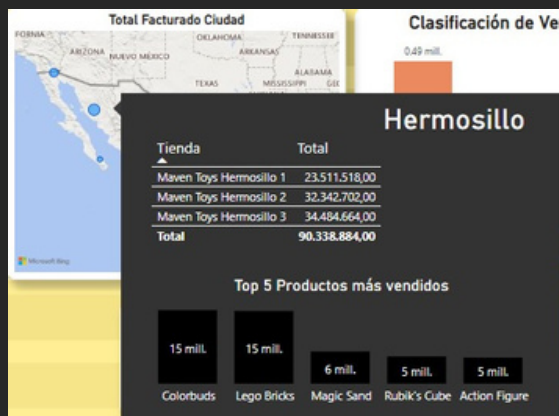 Total Facturado Ciudad
Clasificación de Ve
FORNIA
ARIZONA
NUEVO MÉXICO
OKLAHOMA
TENNESSEE
ARKANSAS
TEXAS
MISSISSIPPI
ALABAMA
GEC
0.49 mill.
Hermosillo
Tienda Total
Maven Toys Hermosillo 1 23.511.518,00
Maven Toys Hermosillo 2 32.342.702,00
Maven Toys Hermosillo 3 34.484.664,00
Total 90.338.884,00
Microsoft Bing
Top 5 Productos más vendidos
15 mill. 15 mill. 6 mill. 5 mill. 5 mill.
Colorbuds Lego Bricks Magic Sand Rubik's Cube Action Figure